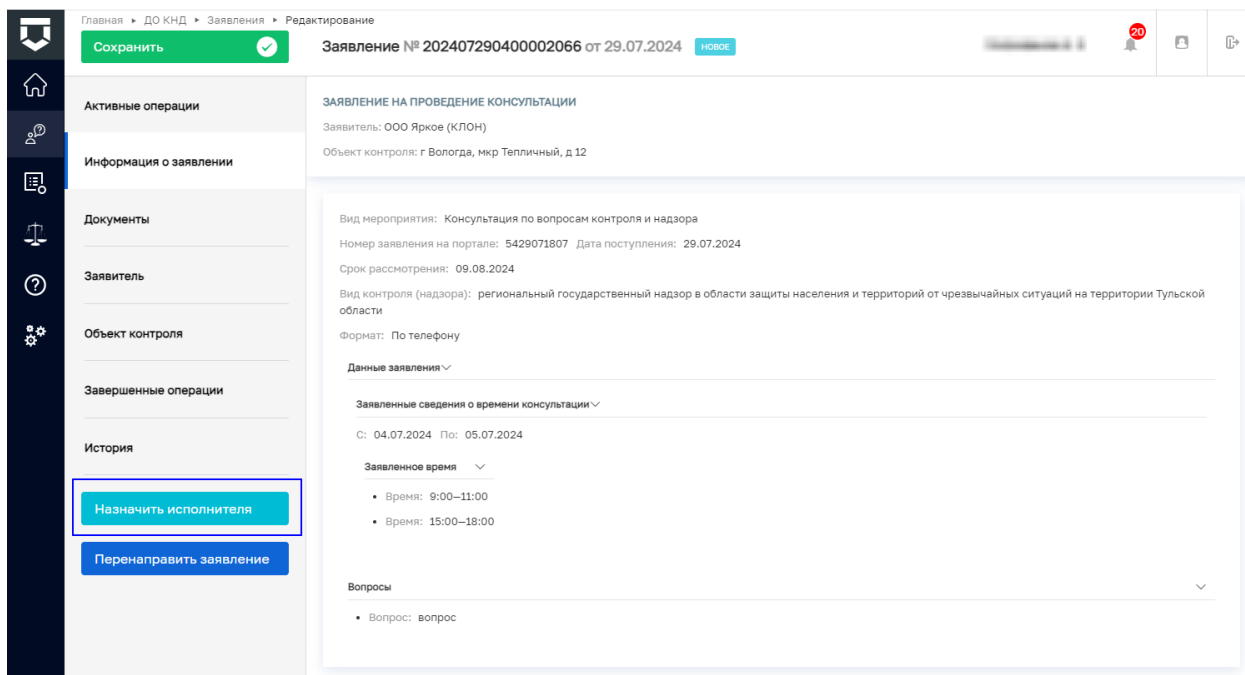 Главная ▸ ДО КНД ▸ Заявления ▸ Редактирование
Сохранить
Заявление № 202407290400002066 от 29.07.2024 НОВОЕ
20
Активные операции
Информация о заявлении
Документы
Заявитель
Объект контроля
Завершенные операции
История
Назначить исполнителя
Перенаправить заявление
ЗАЯВЛЕНИЕ НА ПРОВЕДЕНИЕ КОНСУЛЬТАЦИИ
Заявитель: ООО Яркое (КЛОН)
Объект контроля: г Вологда, мкр Тепличный, д 12
Вид мероприятия: Консультация по вопросам контроля и надзора
Номер заявления на портале: 5429071807 Дата поступления: 29.07.2024
Срок рассмотрения: 09.08.2024
Вид контроля (надзора): региональный государственный надзор в области защиты населения и территорий от чрезвычайных ситуаций на территории Тульской
области
Формат: По телефону
Данные заявления
Заявленные сведения о времени консультации
С: 04.07.2024 По: 05.07.2024
Заявленное время
• Время: 9:00—11:00
• Время: 15:00—18:00
Вопросы
• Вопрос: вопрос